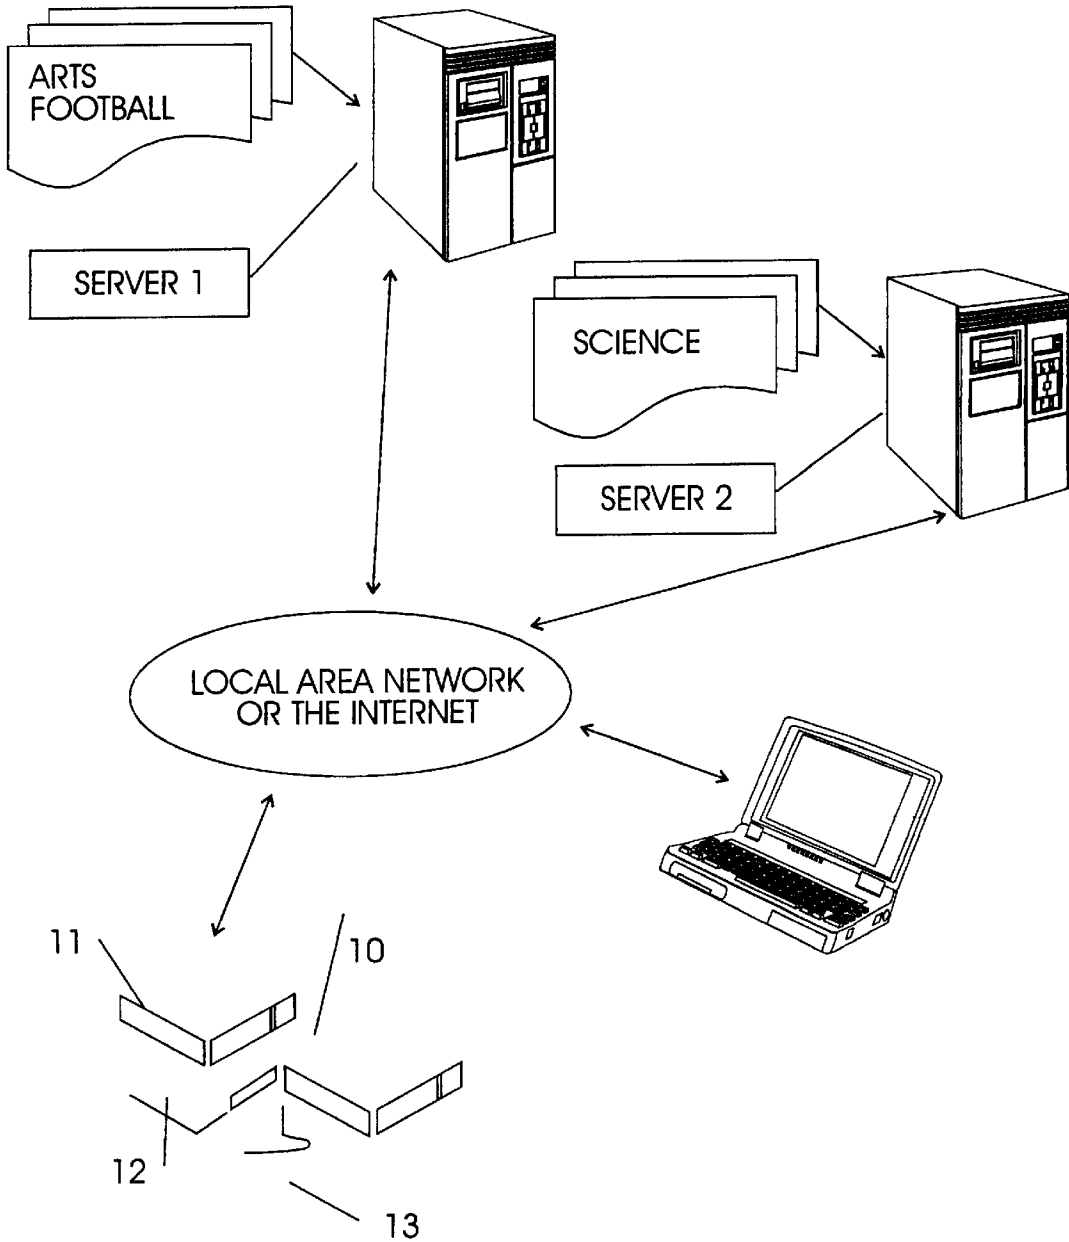 ARTS
FOOTBALL
SERVER 1
SCIENCE
SERVER 2
LOCAL AREA NETWORK
OR THE INTERNET
11
10
12
13